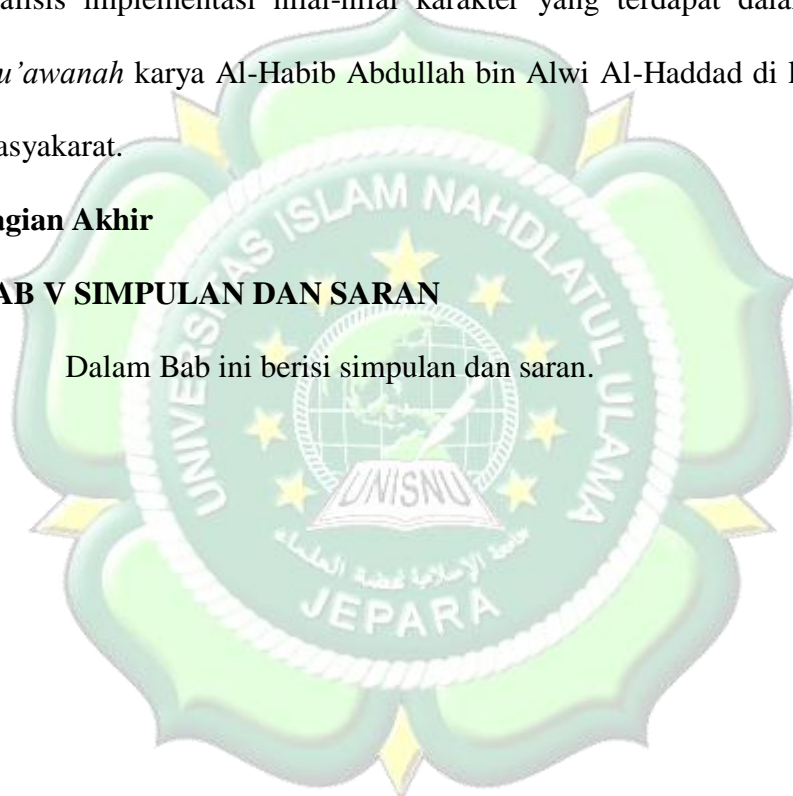 alisis implementasi nilai-nilai karakter yang terdapat dalam
u’awanah karya Al-Habib Abdullah bin Alwi Al-Haddad di
asyakarat.
agian Akhir
AB V SIMPULAN DAN SARAN
Dalam Bab ini berisi simpulan dan saran.
UNIVERSITAS ISLAM NAHDLATUL ULAMA
UNISNU
JEPARA